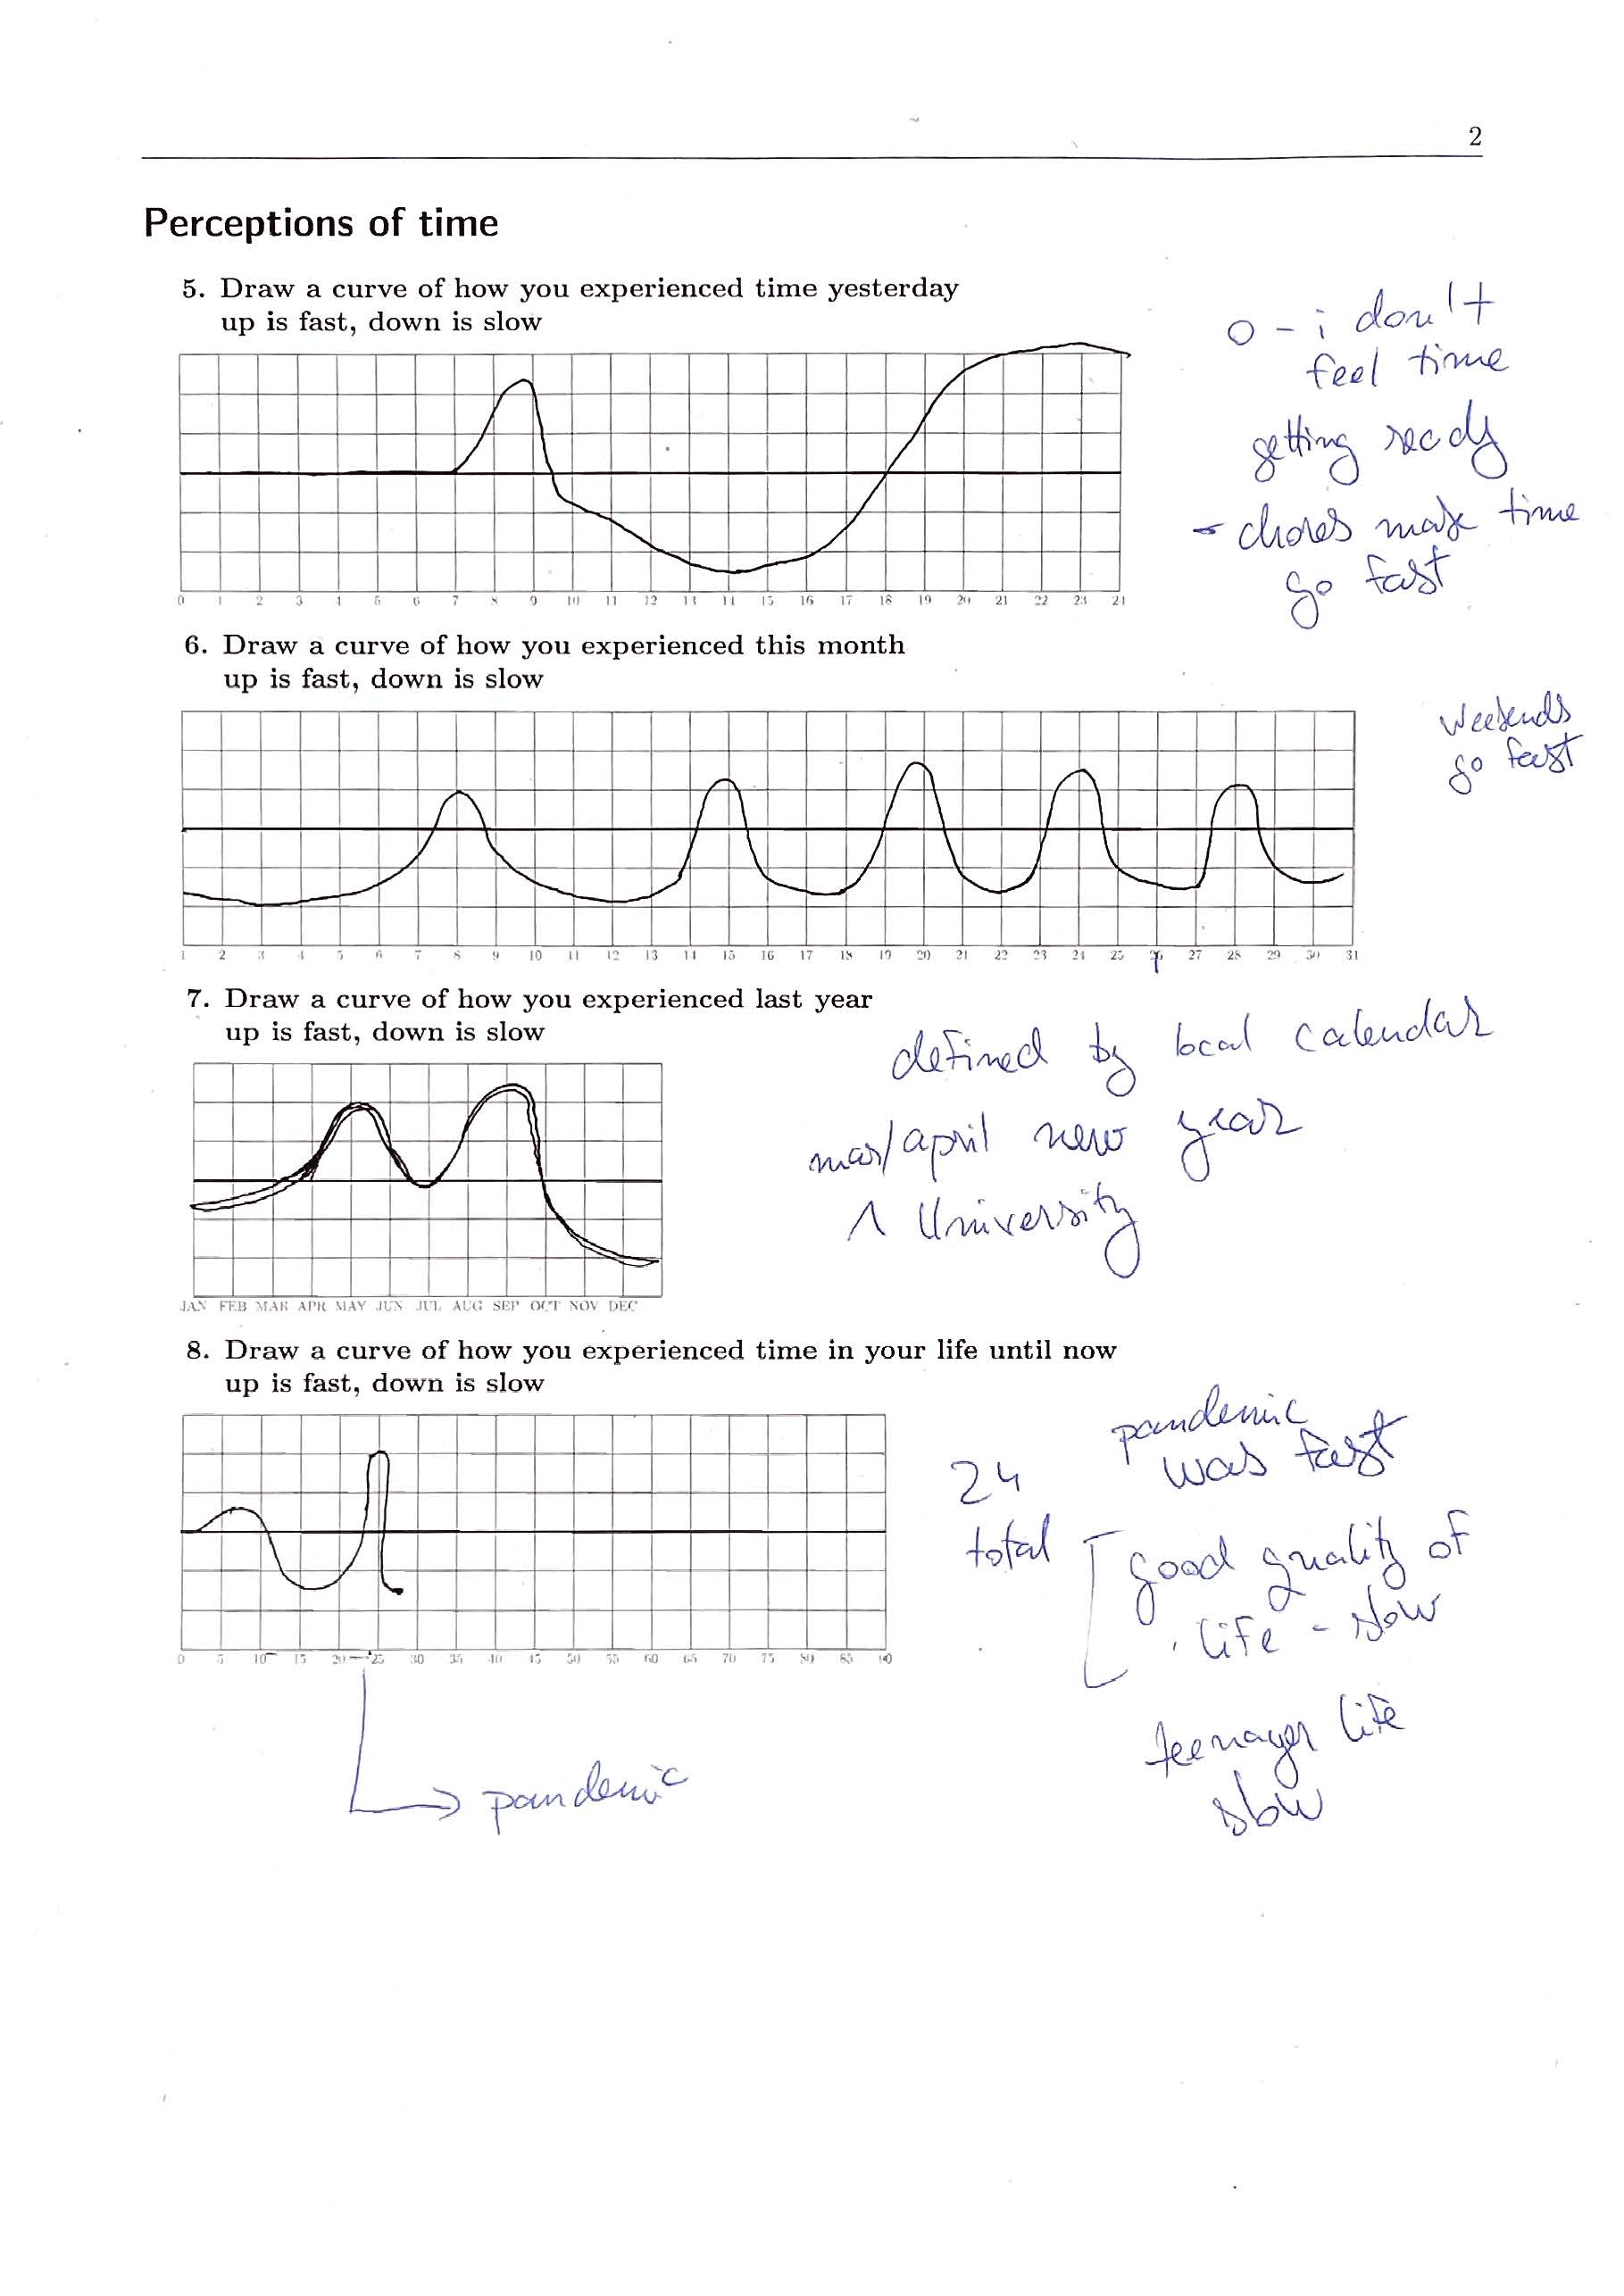 2
Perceptions of time
5. Draw a curve of how you experienced time yesterday
up is fast, down is slow
0 - i don't
feel time
getting ready
- chores make time
go fast
0 1 2 3 4 5 6 7 8 9 10 11 12 13 14 15 16 17 18 19 20 21 22 23 24
6. Draw a curve of how you experienced this month
up is fast, down is slow
weekends
go fast
1 2 3 4 5 6 7 8 9 10 11 12 13 14 15 16 17 18 19 20 21 22 23 24 25 26 27 28 29 30 31
7. Draw a curve of how you experienced last year
up is fast, down is slow
defined by local calendar
mar/april new year
1 University
JAN FEB MAR APR MAY JUN JUL AUG SEP OCT NOV DEC
8. Draw a curve of how you experienced time in your life until now
up is fast, down is slow
pandemic
was fast
24
total
good quality of
life - slow
0 5 10 15 20 25 30 35 40 45 50 55 60 65 70 75 80 85 90
teenager life
slow
pandemic